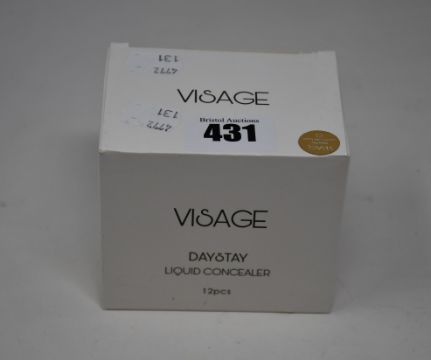 131
4772
VISAGE
4772
131
Bristol Auctions
431
VISAGE
DAYSTAY
LIQUID CONCEALER
12pcs